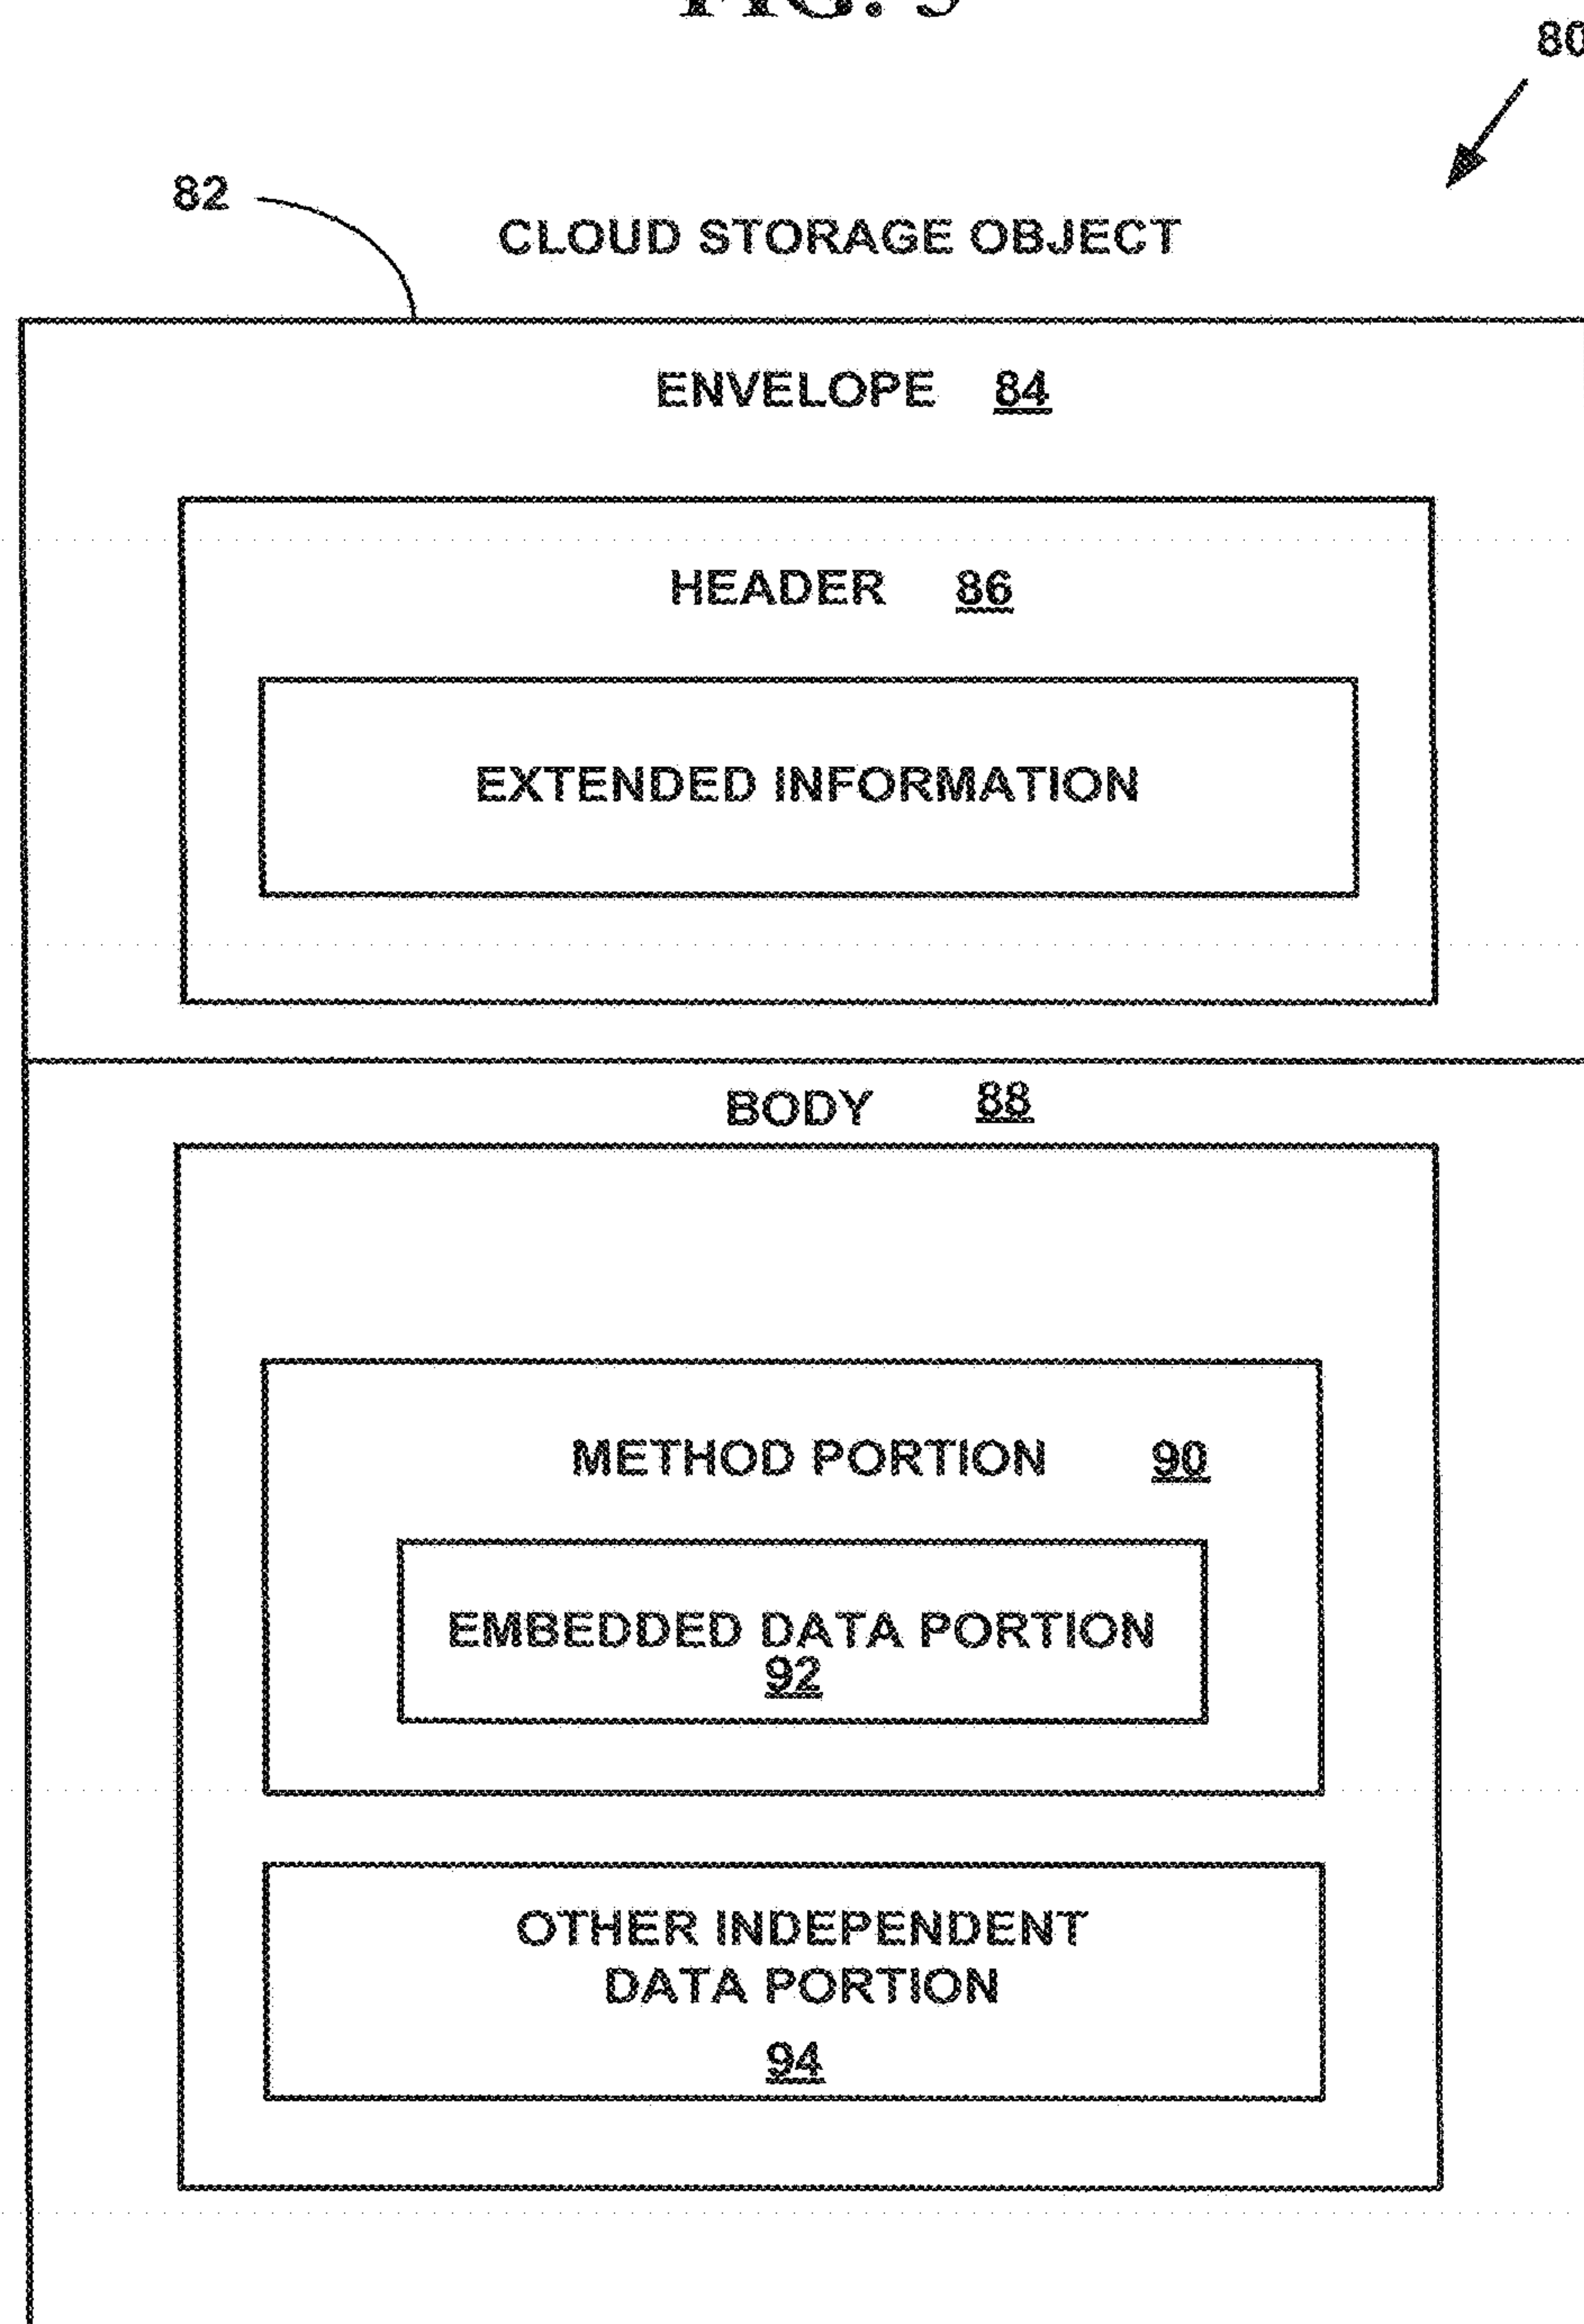 80
82
CLOUD STORAGE OBJECT
ENVELOPE 84
HEADER 86
EXTENDED INFORMATION
BODY 88
METHOD PORTION 90
EMBEDDED DATA PORTION
92
OTHER INDEPENDENT
DATA PORTION
94